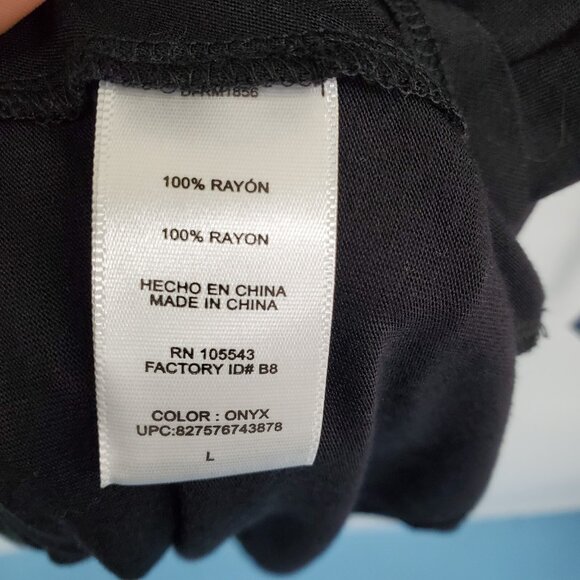 100% RAYÓN
100% RAYON
HECHO EN CHINA
MADE IN CHINA
RN 105543
FACTORY ID# B8
COLOR : ONYX
UPC:827576743878
L